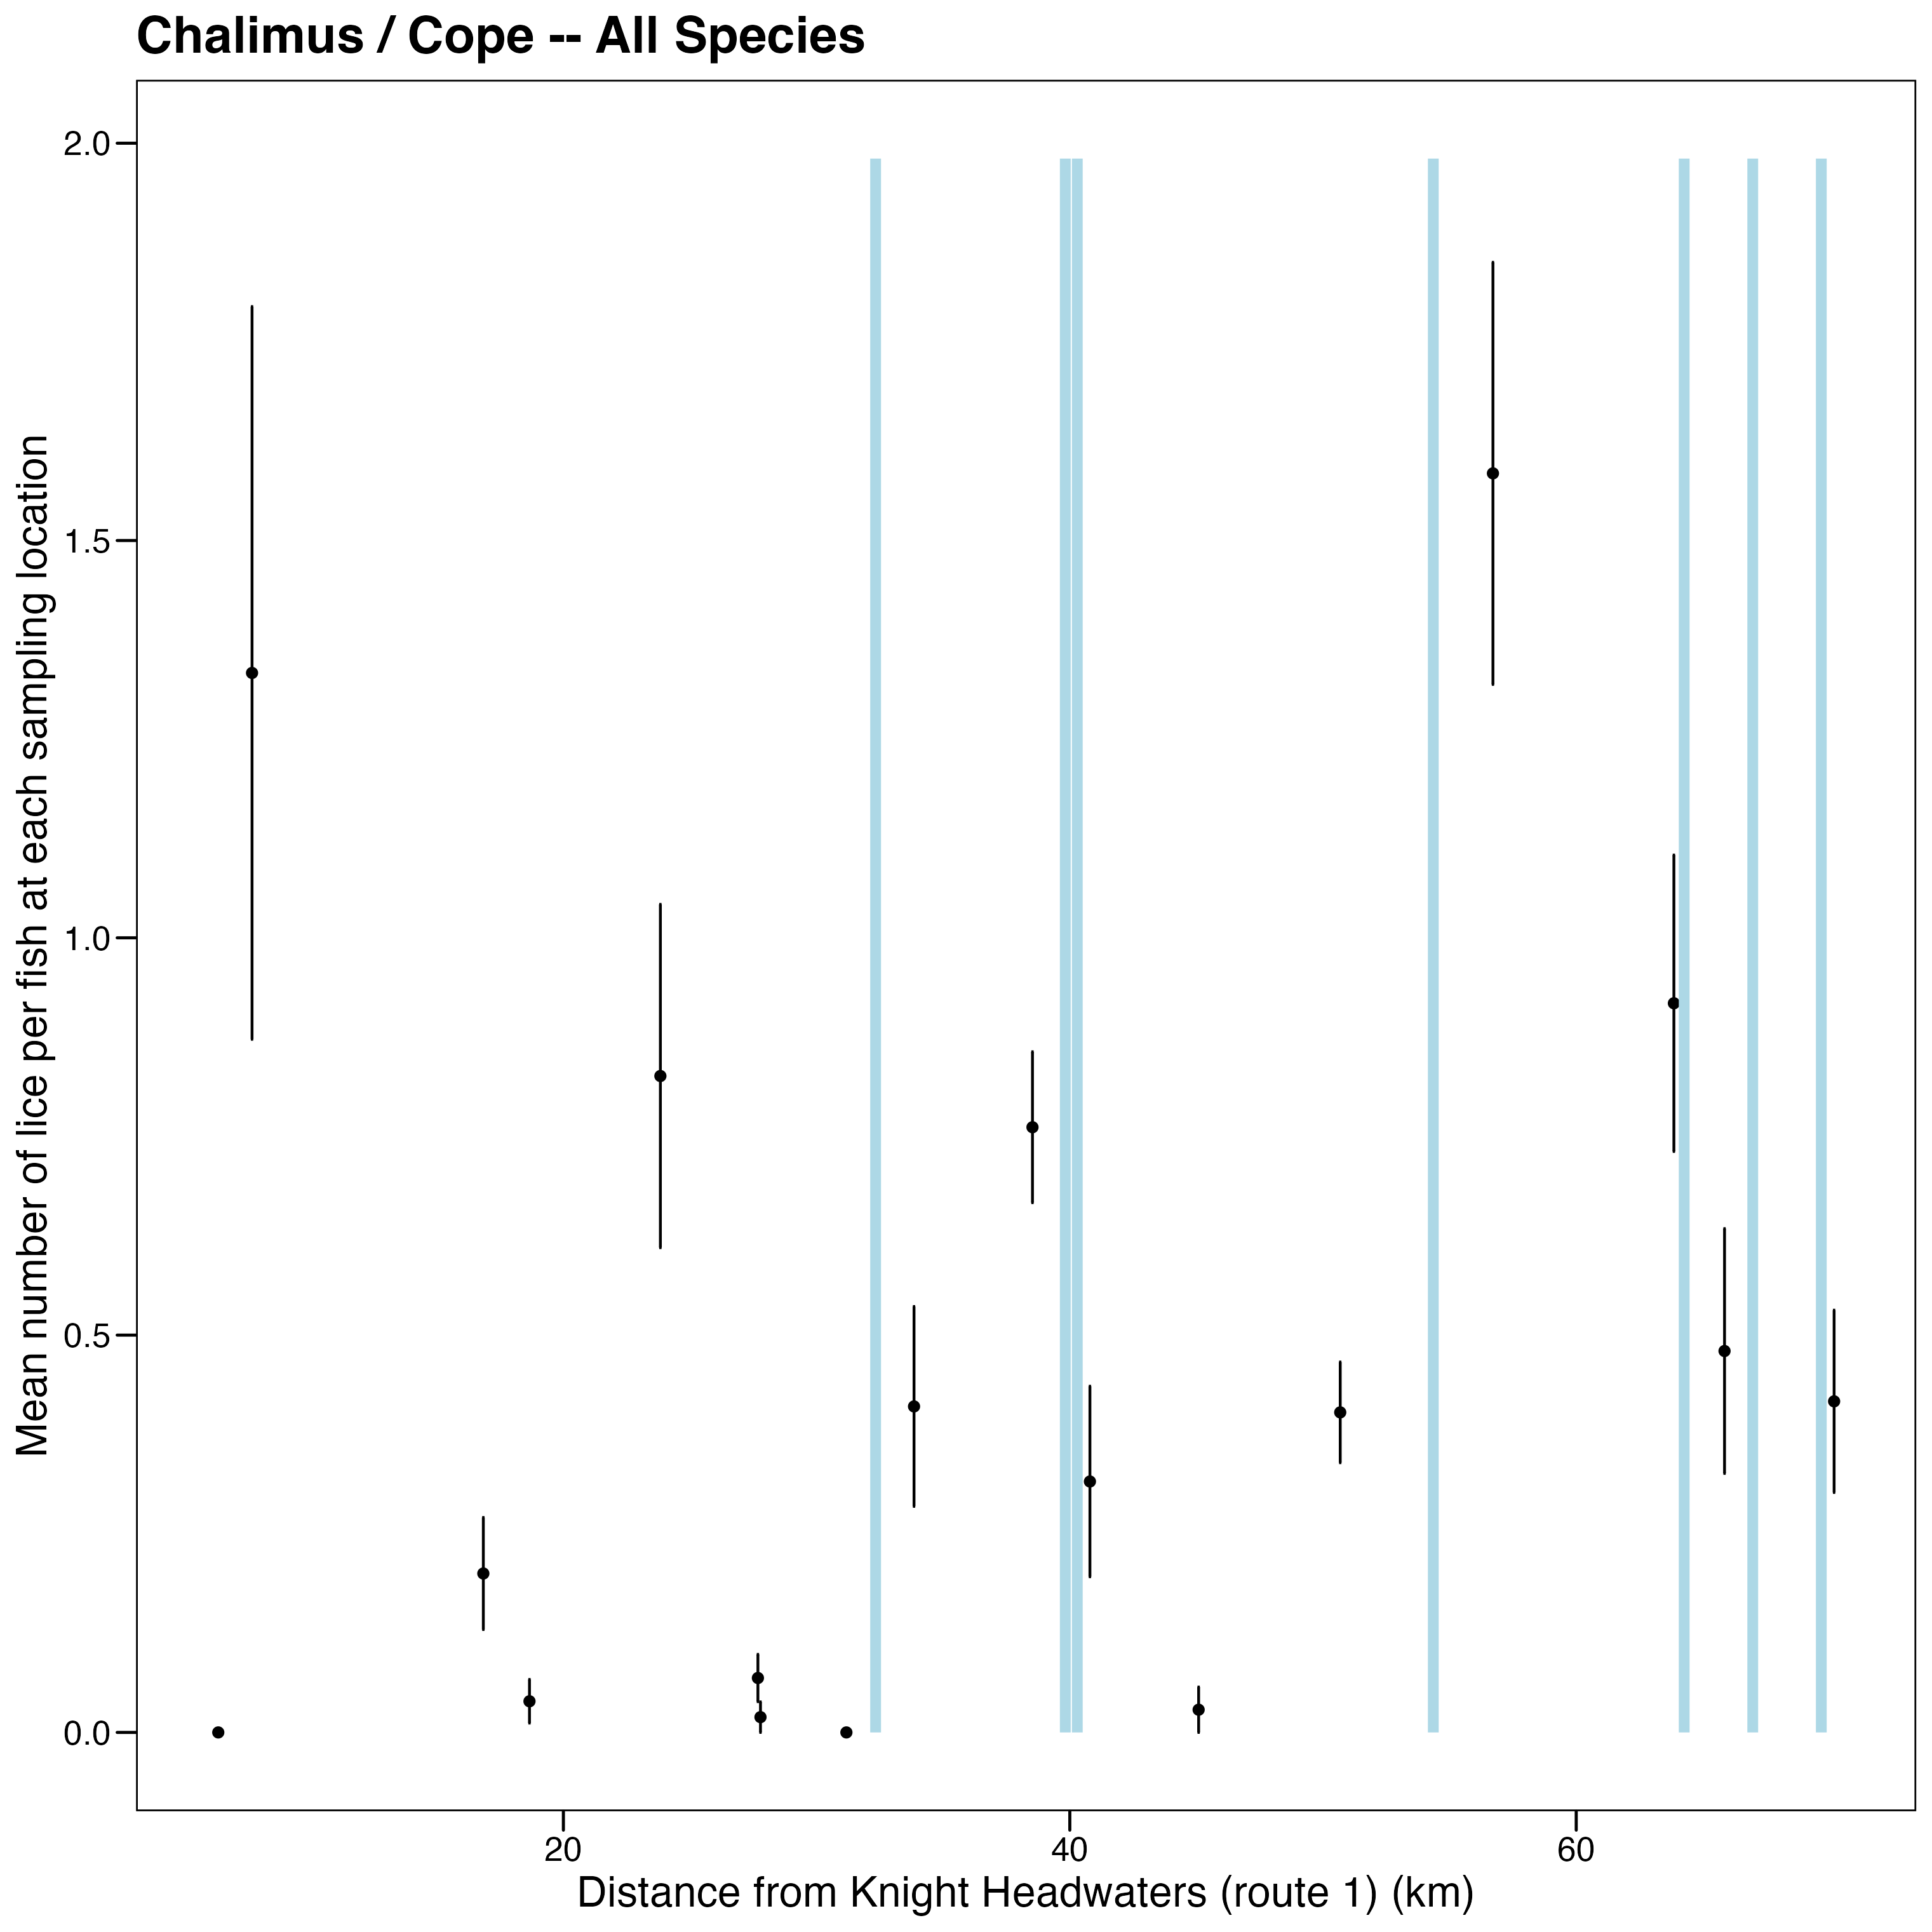 Chalimus / Cope -- All Species
Mean number of lice per fish at each sampling location
2.0
1.5
1.0
0.5
0.0
20
40
60
Distance from Knight Headwaters (route 1) (km)